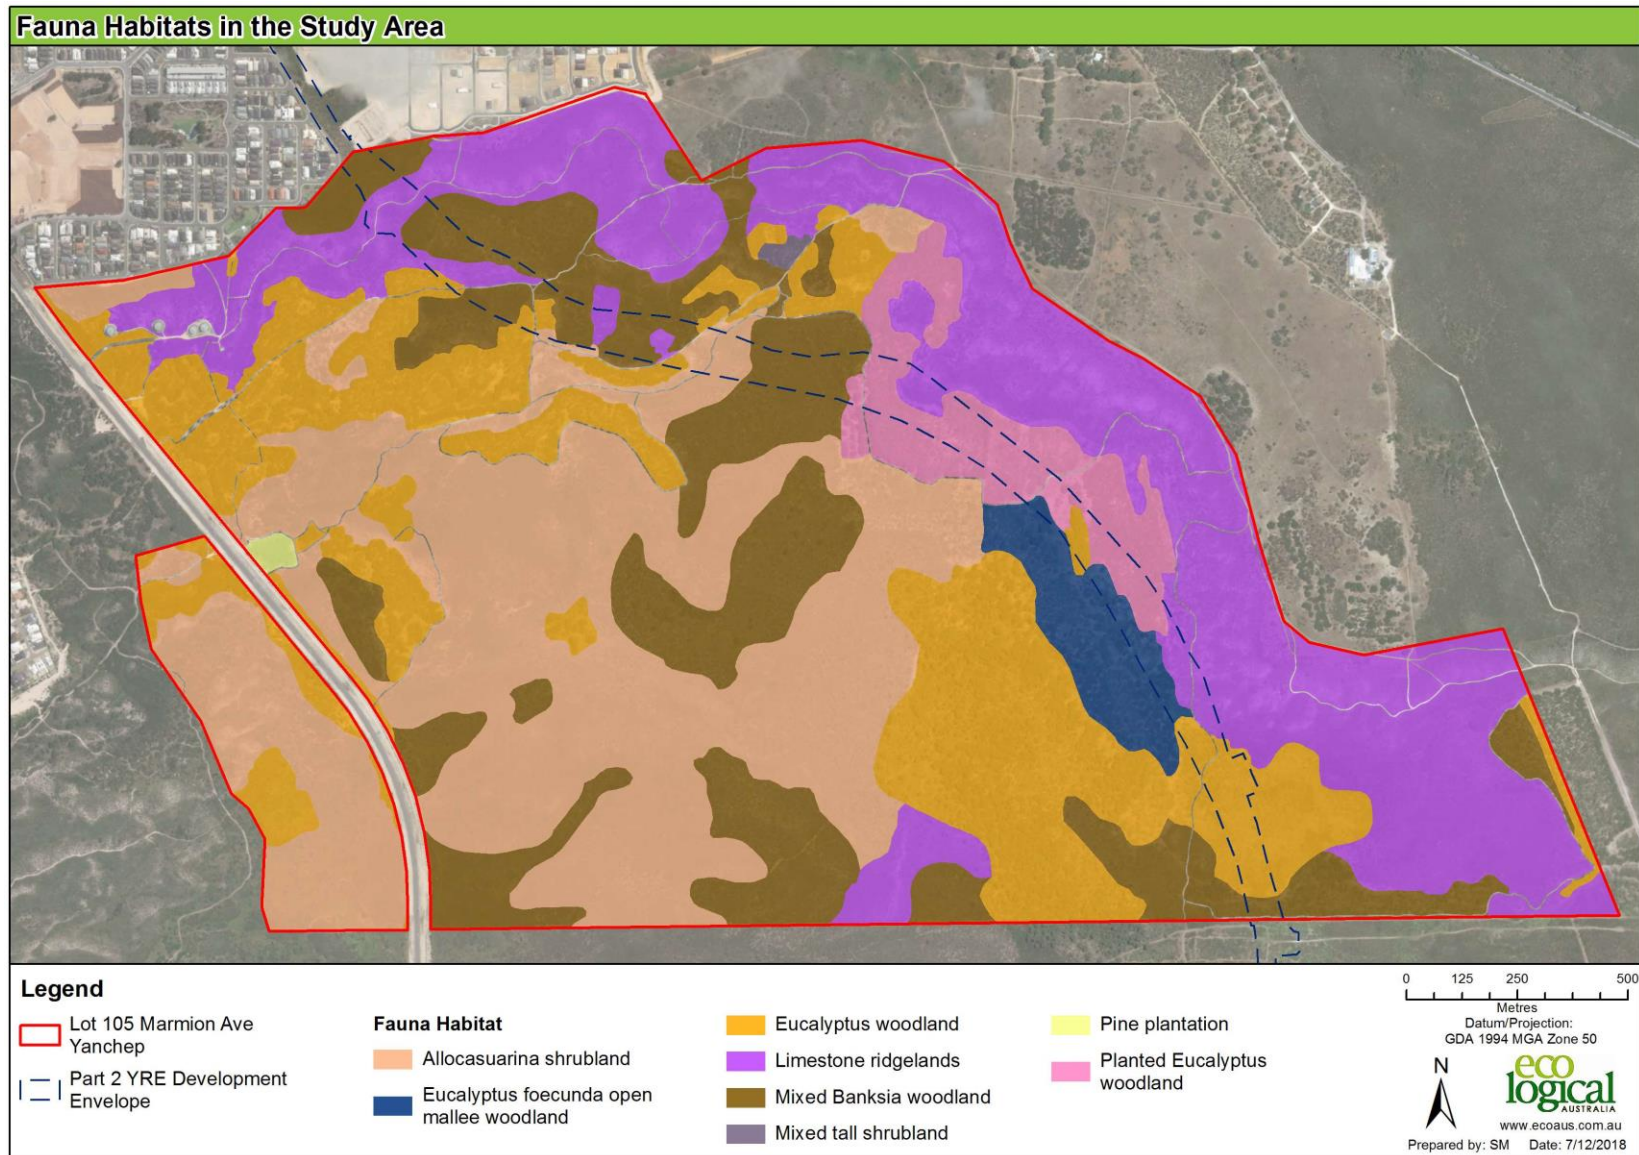 Fauna Habitats in the Study Area
Legend
Lot 105 Marmion Ave
Yanchep
Part 2 YRE Development
Envelope
Fauna Habitat
Allocasuarina shrubland
Eucalyptus foecunda open
mallee woodland
Eucalyptus woodland
Limestone ridgelands
Mixed Banksia woodland
Mixed tall shrubland
Pine plantation
Planted Eucalyptus
woodland
0 125 250 500
Metres
Datum/Projection:
GDA 1994 MGA Zone 50
N
eco
logical
AUSTRALIA
www.ecoaus.com.au
Prepared by: SM Date: 7/12/2018